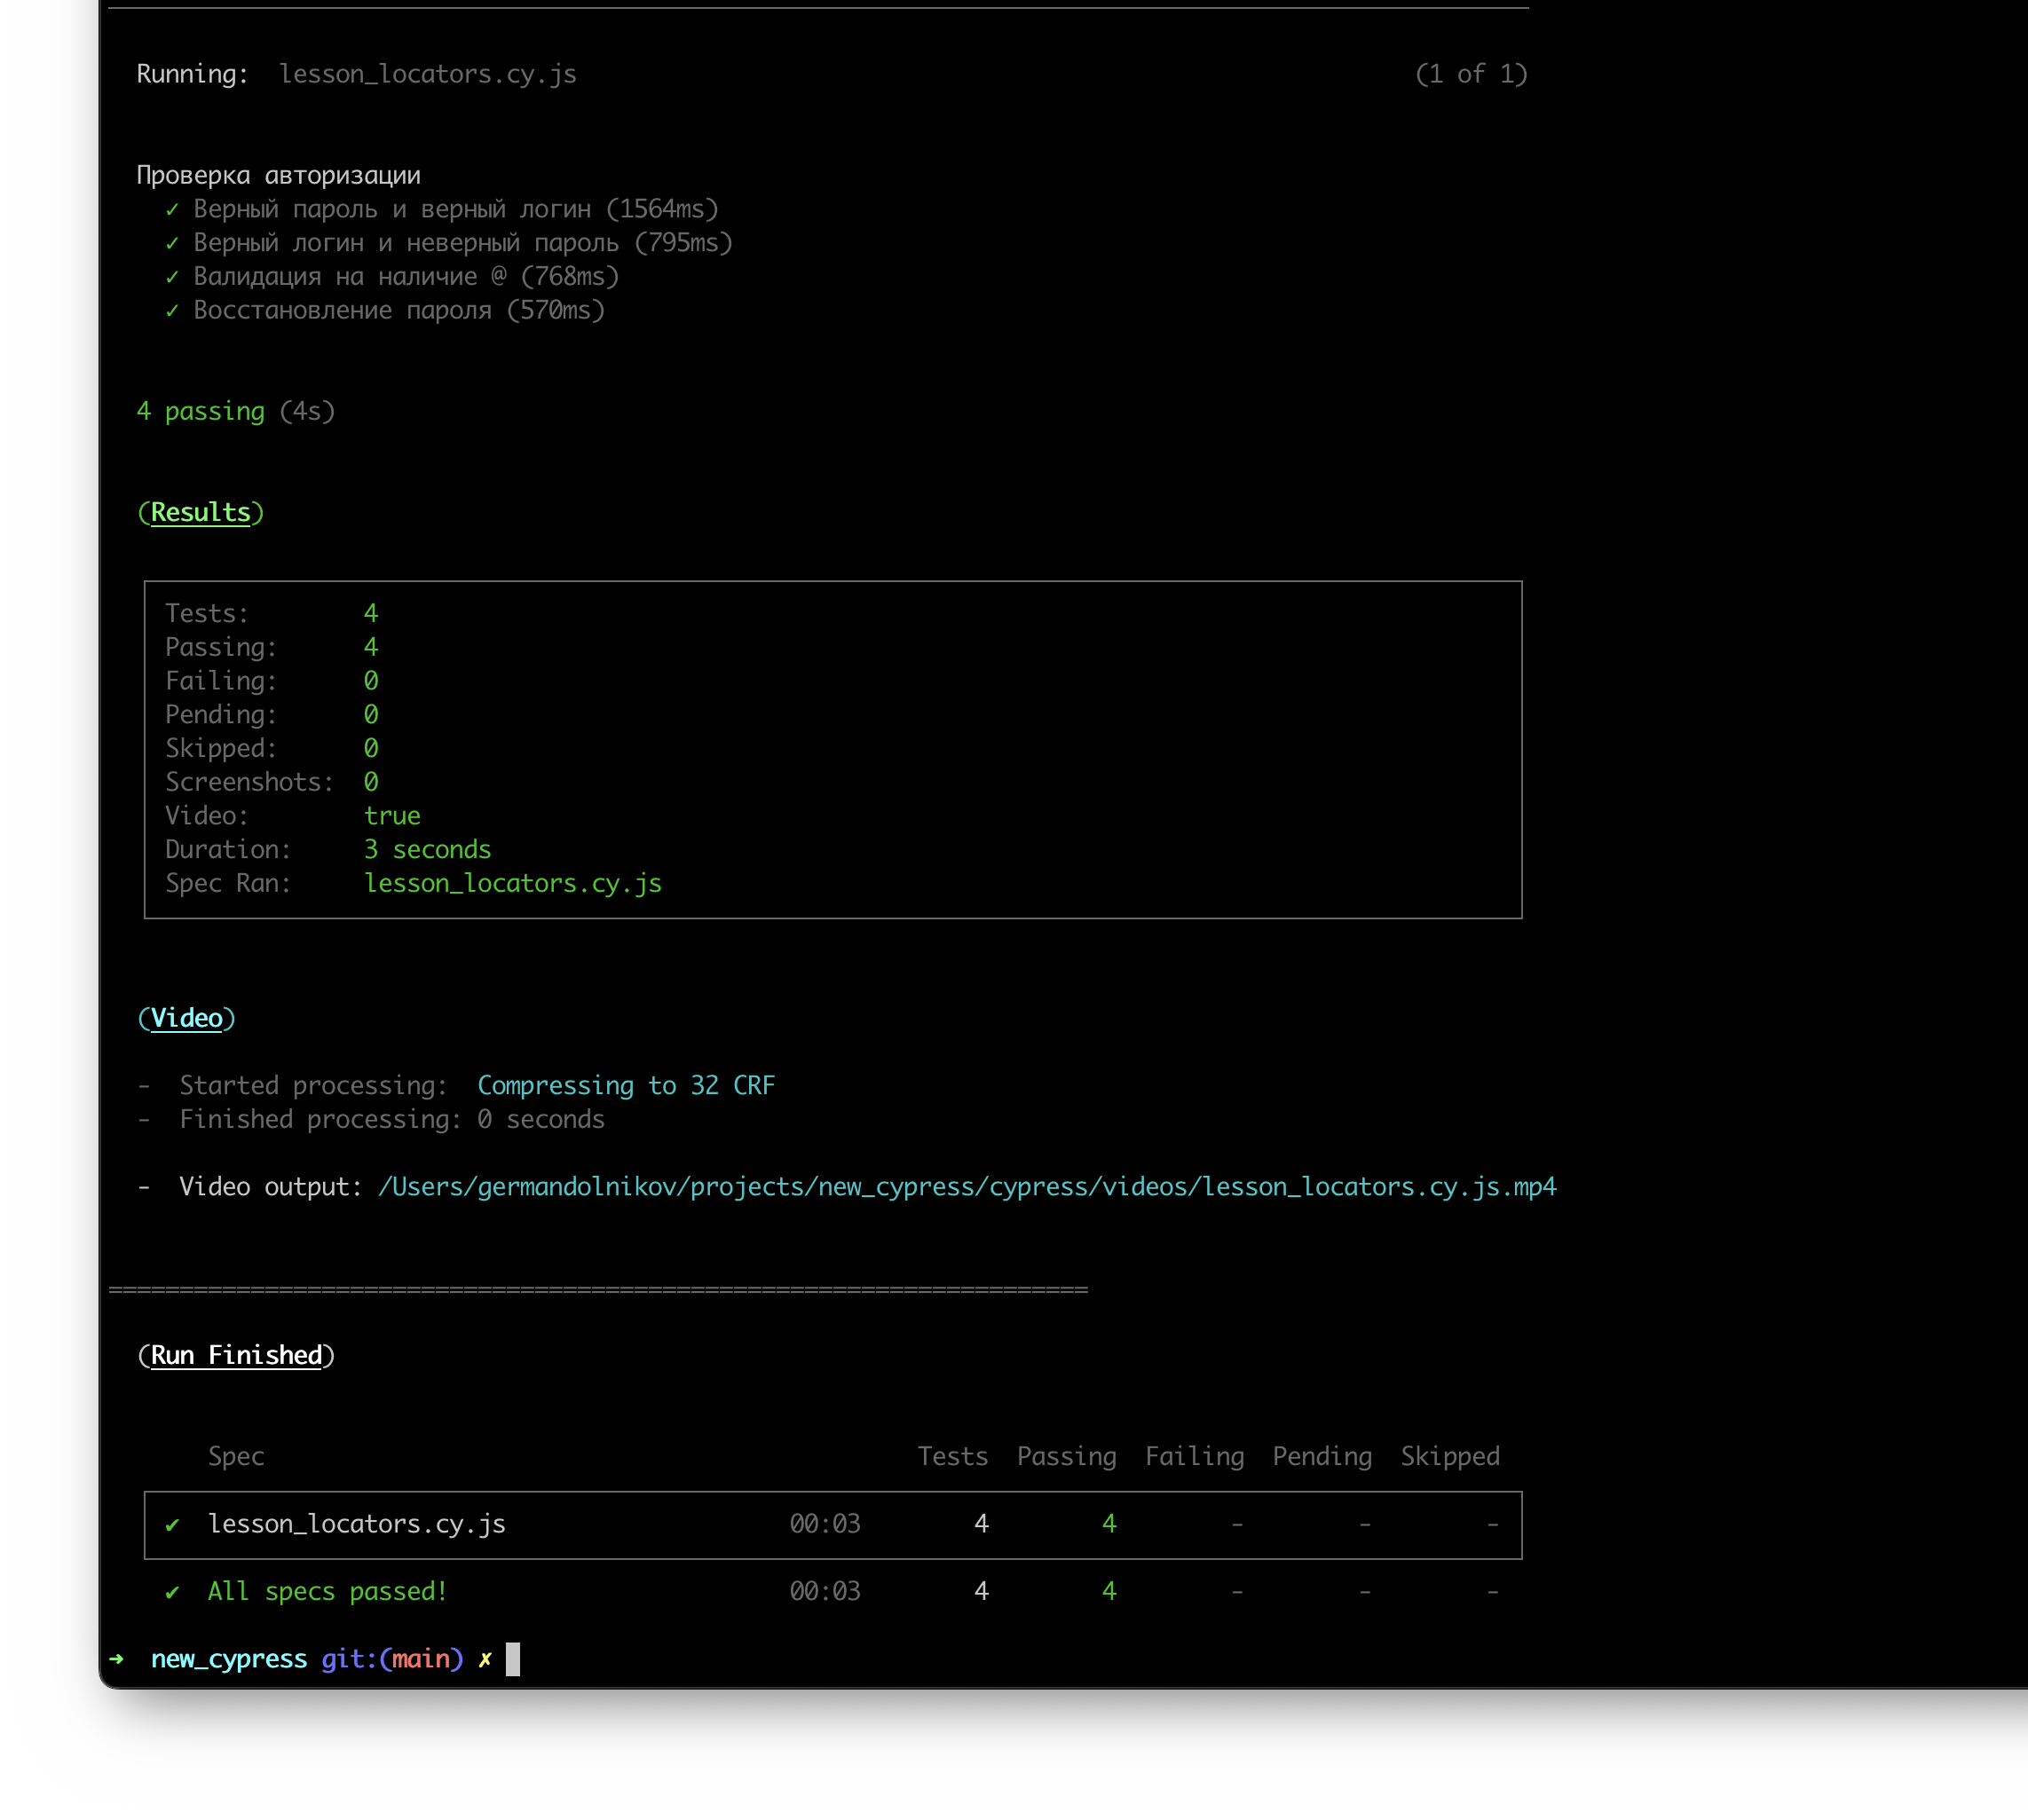 Running:  lesson_locators.cy.js (1 of 1)
Проверка авторизации
✓ Верный пароль и верный логин (1564ms)
✓ Верный логин и неверный пароль (795ms)
✓ Валидация на наличие @ (768ms)
✓ Восстановление пароля (570ms)
4 passing (4s)
(Results)
Tests: 4
Passing: 4
Failing: 0
Pending: 0
Skipped: 0
Screenshots: 0
Video: true
Duration: 3 seconds
Spec Ran: lesson_locators.cy.js
(Video)
-  Started processing:  Compressing to 32 CRF
-  Finished processing: 0 seconds
-  Video output: /Users/germandolnikov/projects/new_cypress/cypress/videos/lesson_locators.cy.js.mp4
=====================================================================
(Run Finished)
Spec Tests Passing Failing Pending Skipped
✔ lesson_locators.cy.js 00:03 4 4 - - -
✔ All specs passed! 00:03 4 4 - - -
→ new_cypress git:(main) ✗